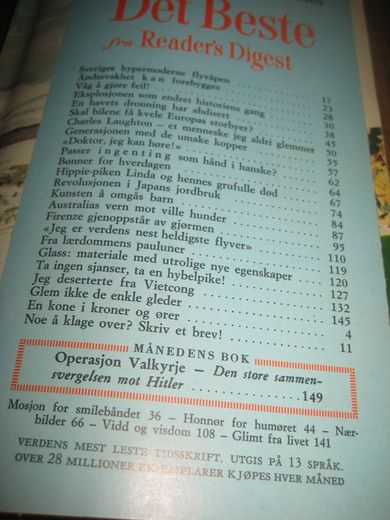 Det Beste
fra Reader's Digest
Sveriges hypermoderne flyvåpen 17
Åndssvakhet kan forebygges 23
Våg å gjøre feil! 28
Eksplosjonen som endret historiens gang 30
En havets dronning har abdisert 38
Skal bilene få kvele Europas storbyer? 45
Charles Laughton — et menneske jeg aldri glemmer 50
Generasjonen med de umake kopper 55
«Doktor, jeg kan høre!» 57
Passer ingenting som hånd i hanske? 62
Bønner for hverdagen 64
Hippie-piken Linda og hennes grufulle død 67
Revolusjonen i Japans jordbruk 74
Kunsten å omgås barn 84
Australias vern mot ville hunder 87
Firenze gjenoppstår av gjørmen 95
«Jeg er verdens nest heldigste flyver» 110
Fra lærdommens pauluner 119
Glass: materiale med utrolige nye egenskaper 120
Ta ingen sjanser, ta en hybelpike! 127
Jeg deserterte fra Vietcong 132
Glem ikke de enkle gleder 145
En kone i kroner og ører 4
Noe å klage over? Skriv et brev! 11
MÅNEDENS BOK
Operasjon Valkyrje — Den store sammen-
svergelsen mot Hitler 149
Mosjon for smilebåndet 36 — Honnør for humøret 44 — Nær-
bilder 66 — Vidd og visdom 108 — Glimt fra livet 141
VERDENS MEST LESTE TIDSSKRIFT. UTGIS PÅ 13 SPRÅK.
OVER 28 MILLIONER EKSEMPLARER KJØPES HVER MÅNED